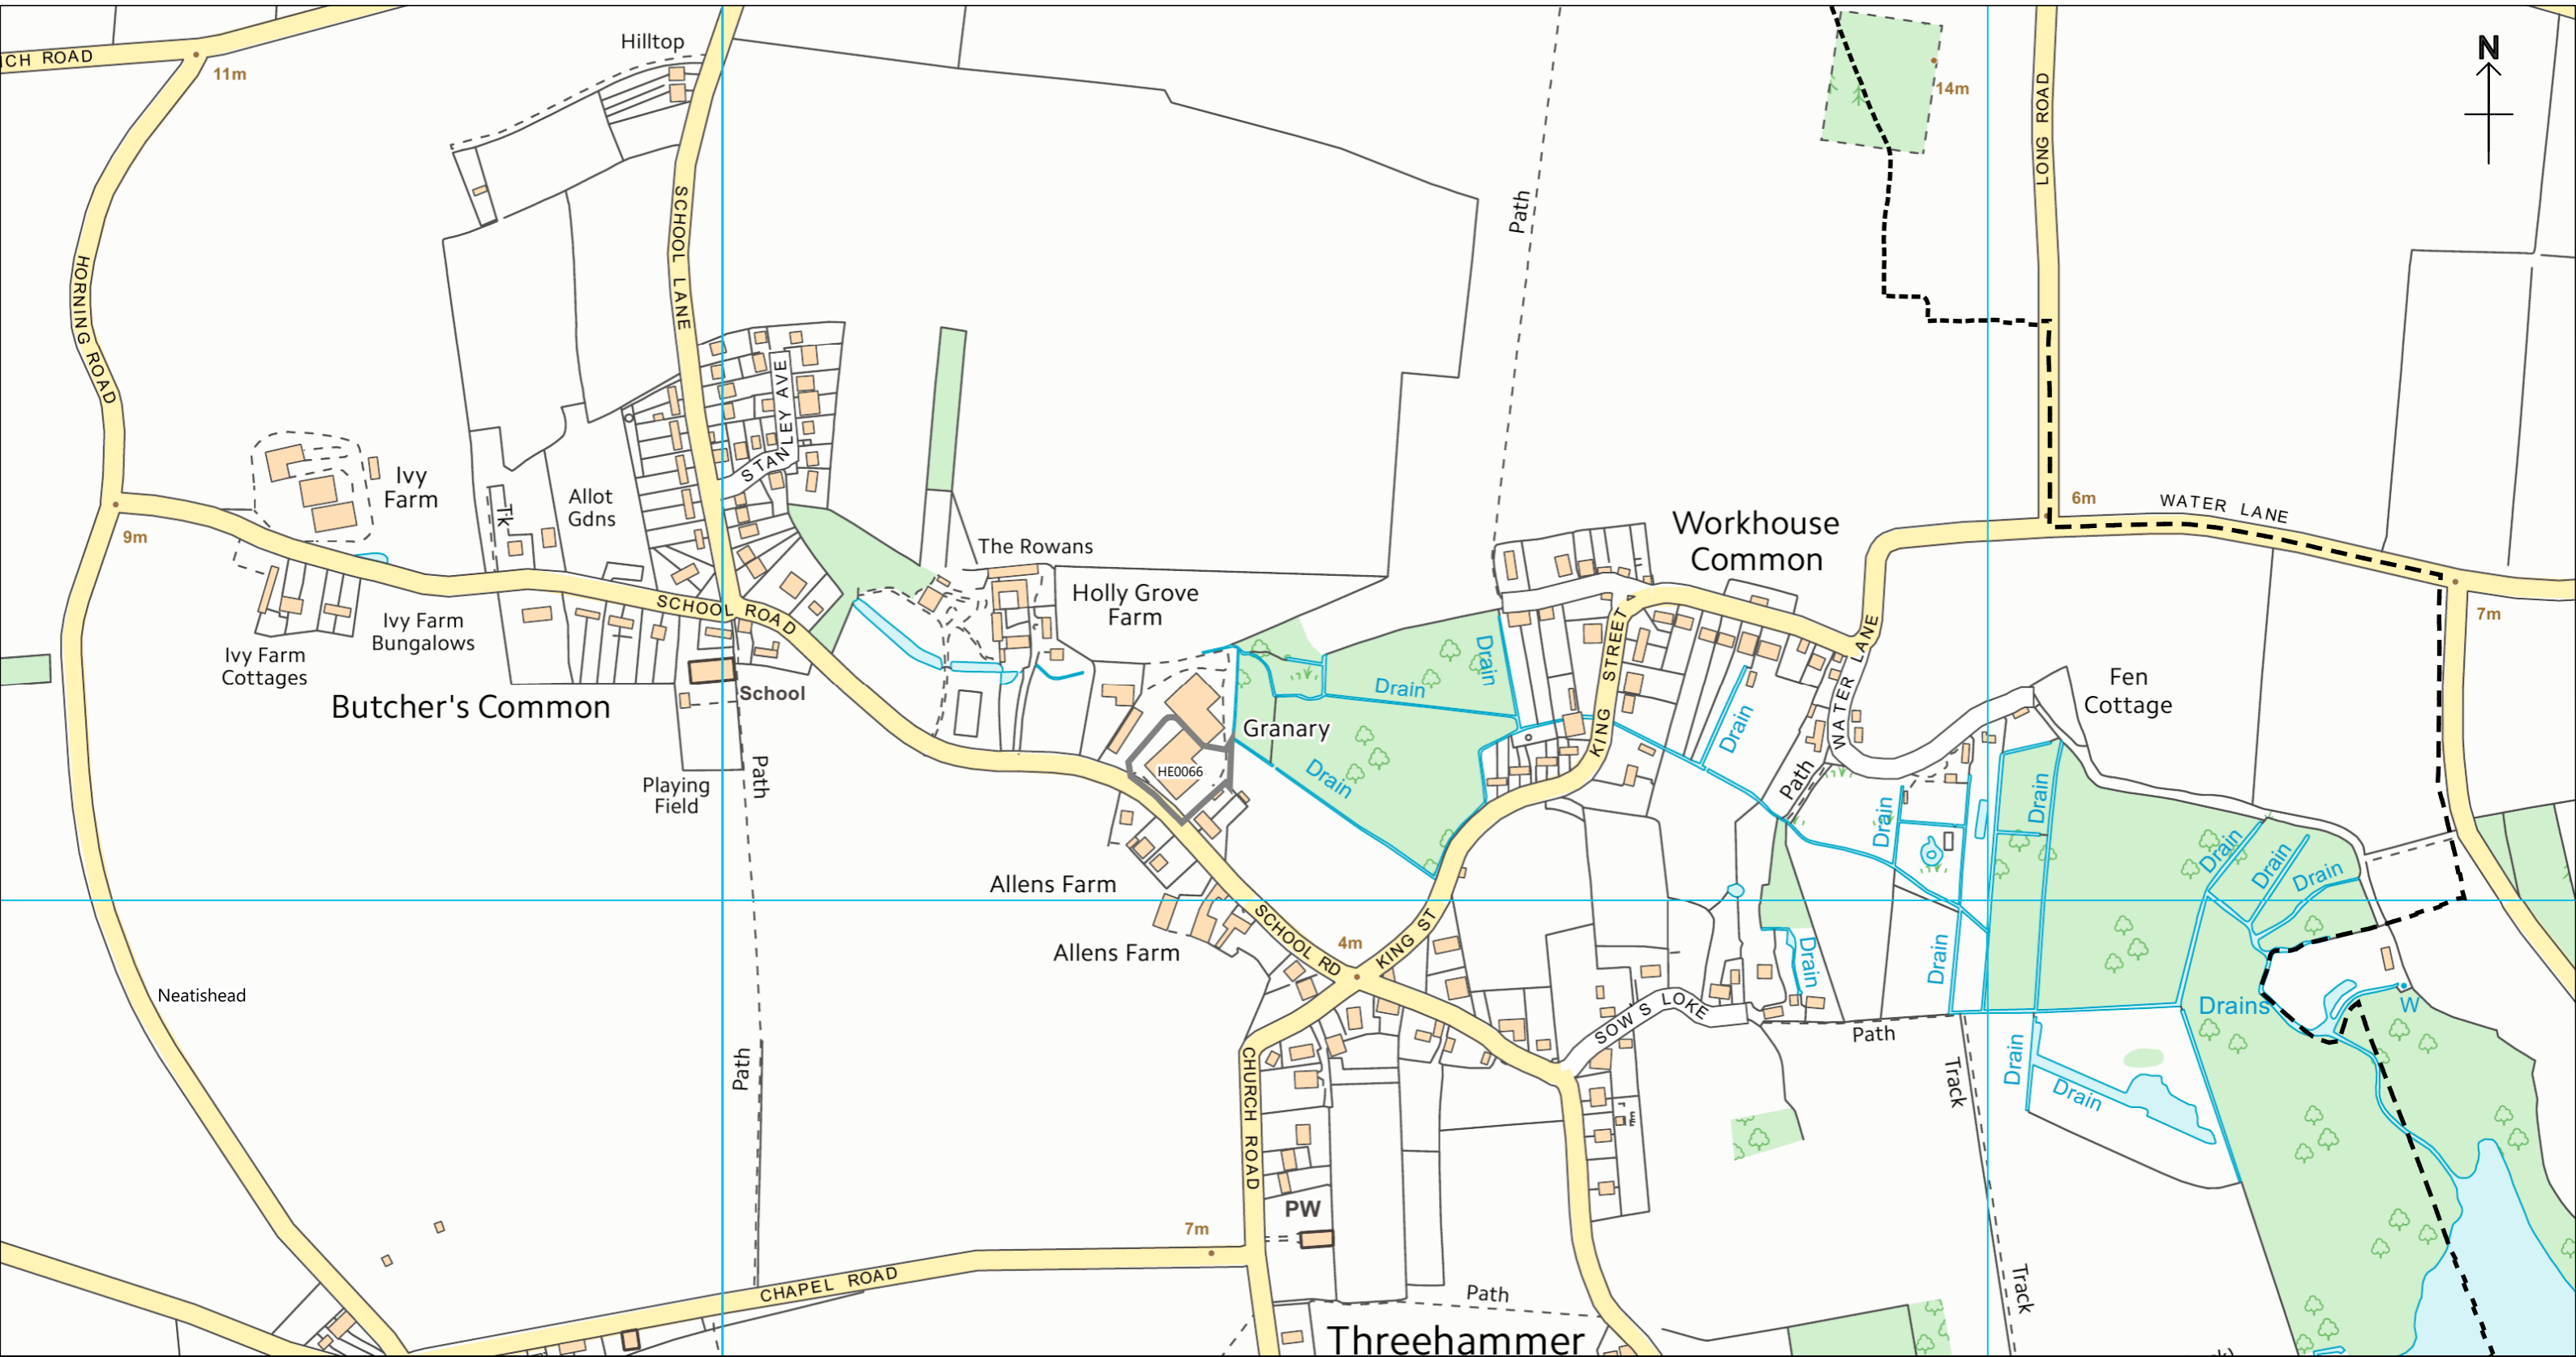 Hilltop
N
ICH ROAD
11m
14m
LONG ROAD
SCHOOL LANE
Path
HORNING ROAD
STANLEY AVE
Ivy
Farm
Tk
Allot
Gdns
6m
WATER LANE
Workhouse
Common
9m
The Rowans
Holly Grove
Farm
SCHOOL ROAD
7m
Ivy Farm
Bungalows
Ivy Farm
Cottages
Drain
KING STREET
WATER LANE
Fen
Cottage
Drain
School
Butcher's Common
Granary
Drain
HE0066
Drain
Path
Playing
Field
Path
Drain
Drain
Drain
Drain
Drain
Allens Farm
SCHOOL RD
4m
KING ST
Allens Farm
Drain
Drain
Neatishead
SOW'S LOKE
Drains
W
Path
Path
CHURCH ROAD
Track
Drain
Drain
PW
7m
CHAPEL ROAD
Path
Track
Threehammer